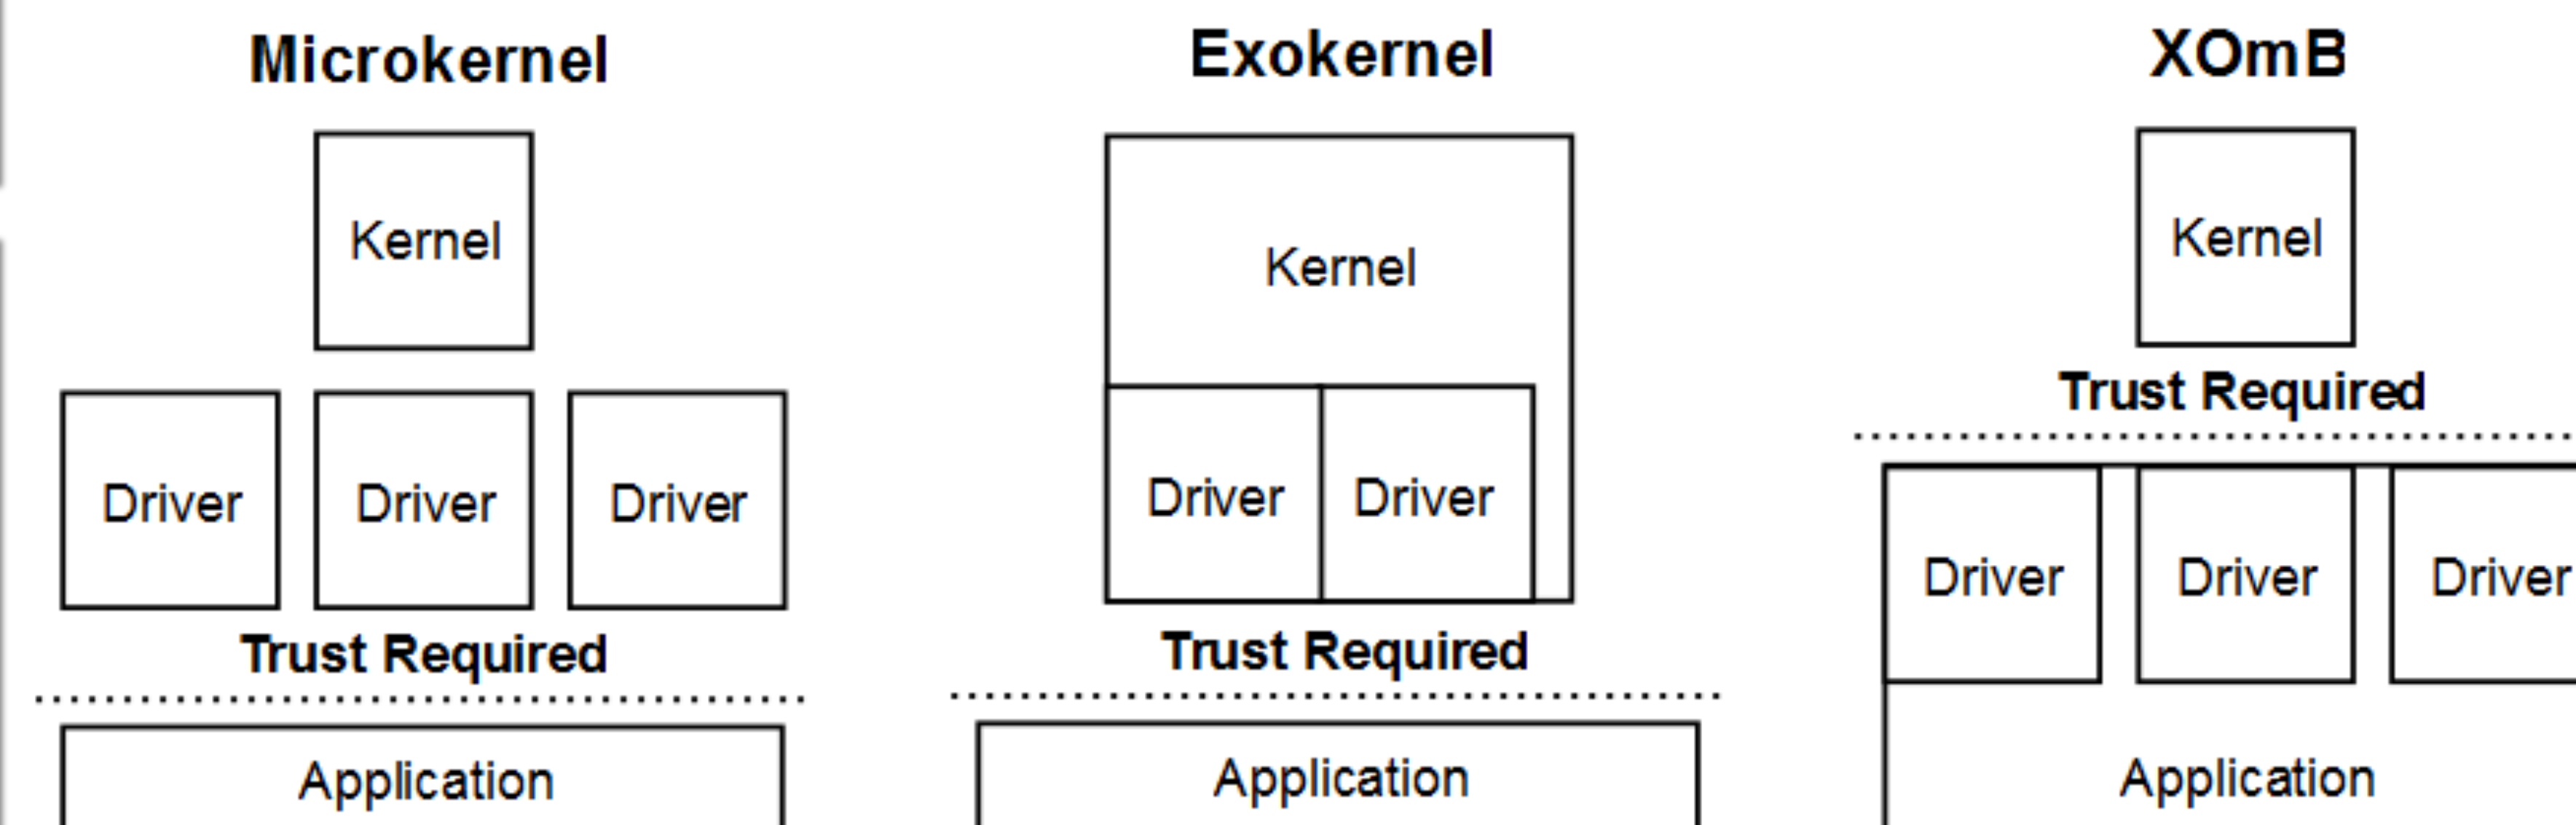 Microkernel
Kernel
Driver Driver Driver
Trust Required
Application
Exokernel
Kernel
Driver Driver
Trust Required
Application
XOmB
Kernel
Trust Required
Driver Driver Driver
Application